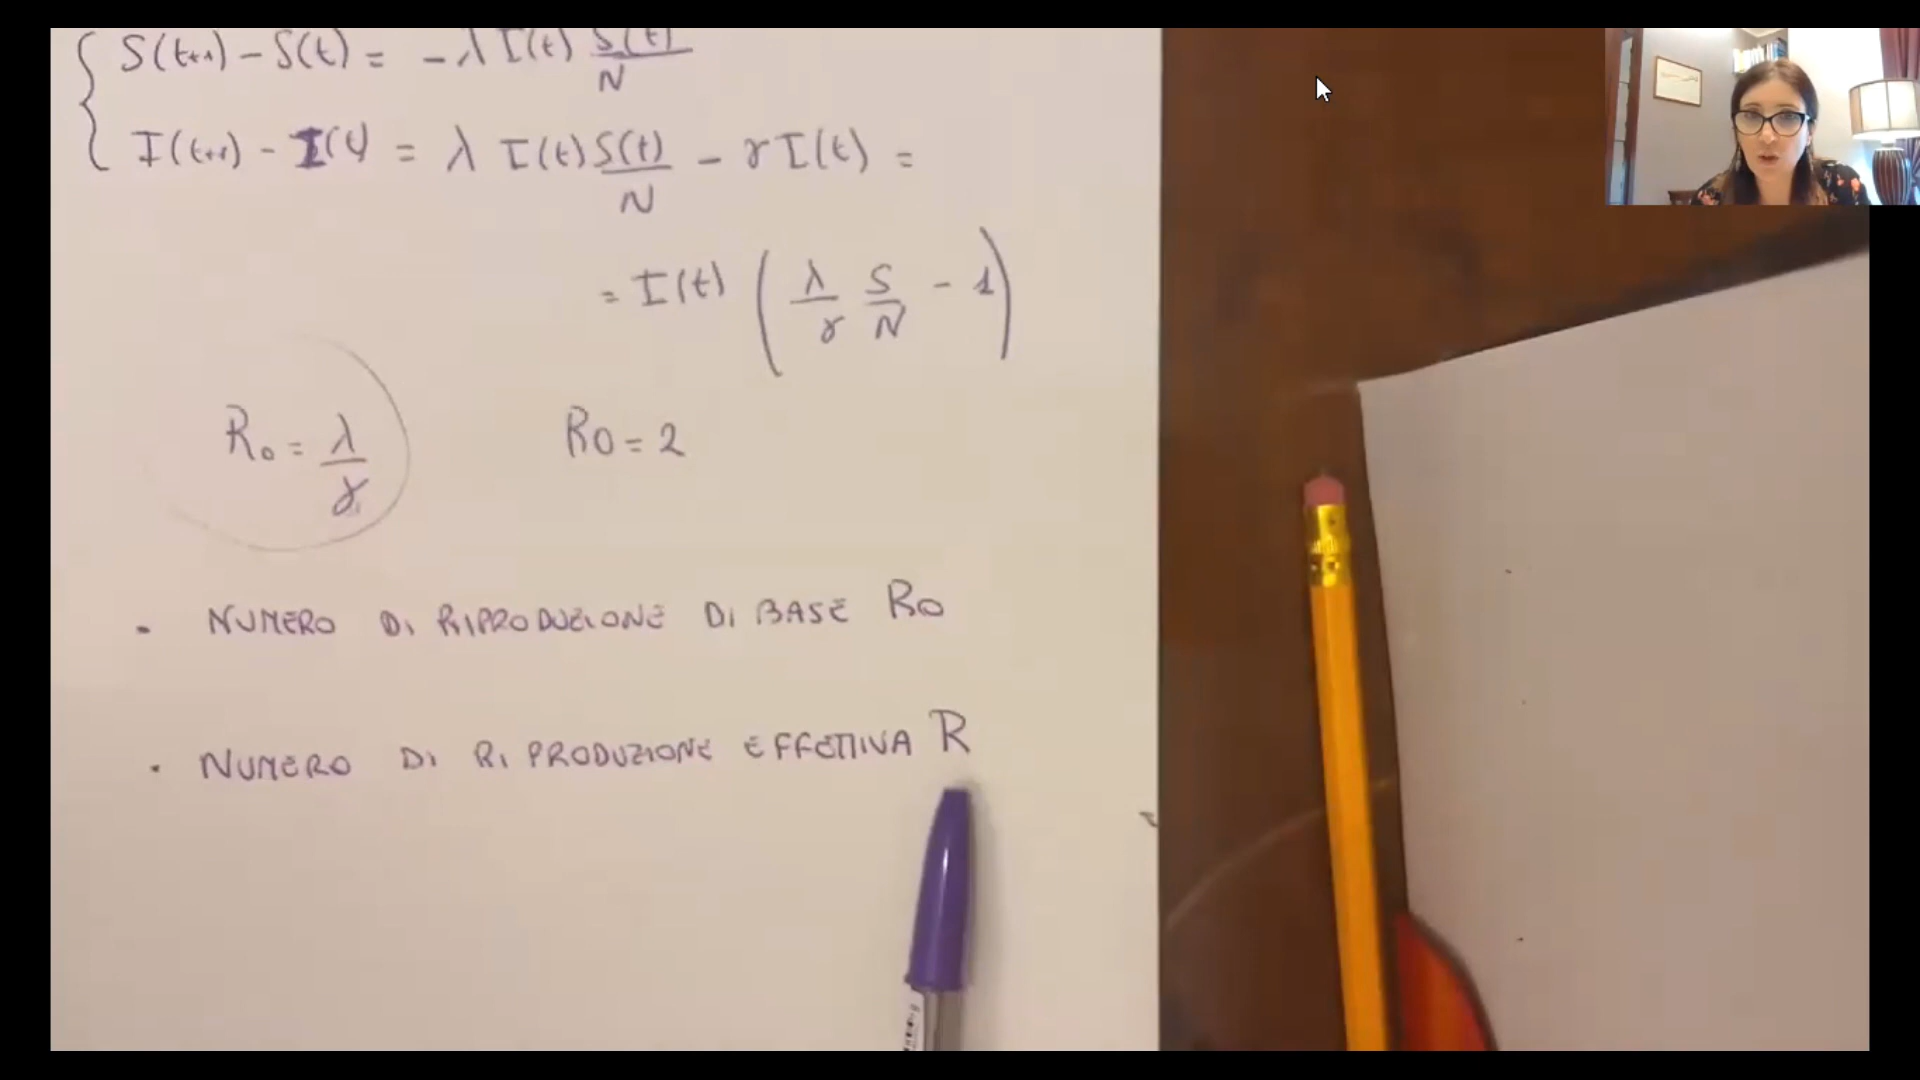 S(t+1) - S(t) = - λ I(t) S(t)/N
I(t+1) - I(t) = λ I(t) S(t)/N - γ I(t) =
= I(t) ( λ/γ S/N - 1 )
R₀ = λ/γ R0 = 2
- NUMERO DI RIPRODUZIONE DI BASE R0
· NUMERO DI RIPRODUZIONE EFFETTIVA R